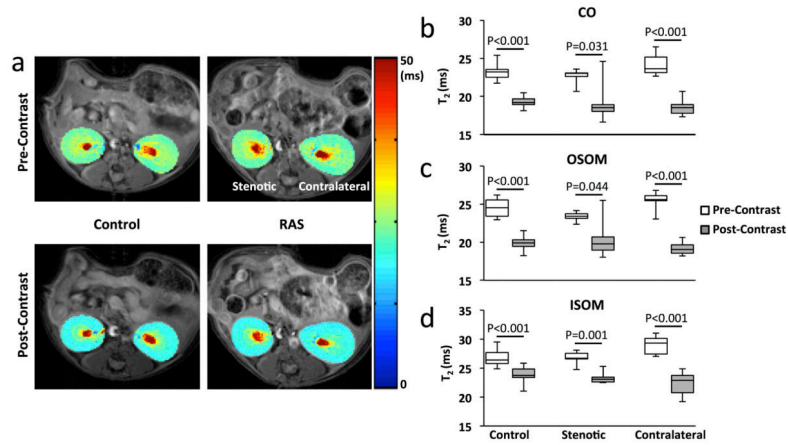 a
Pre-Contrast
Stenotic
Contralateral
Control
RAS
Post-Contrast
50
(ms)
0
b
CO
T₂ (ms)
30
25
20
15
P<0.001
P=0.031
P<0.001
c
OSOM
T₂ (ms)
30
25
20
15
P<0.001
P=0.044
P<0.001
Pre-Contrast
Post-Contrast
d
ISOM
T₂ (ms)
35
30
25
20
15
P<0.001
P=0.001
P<0.001
Control
Stenotic
Contralateral